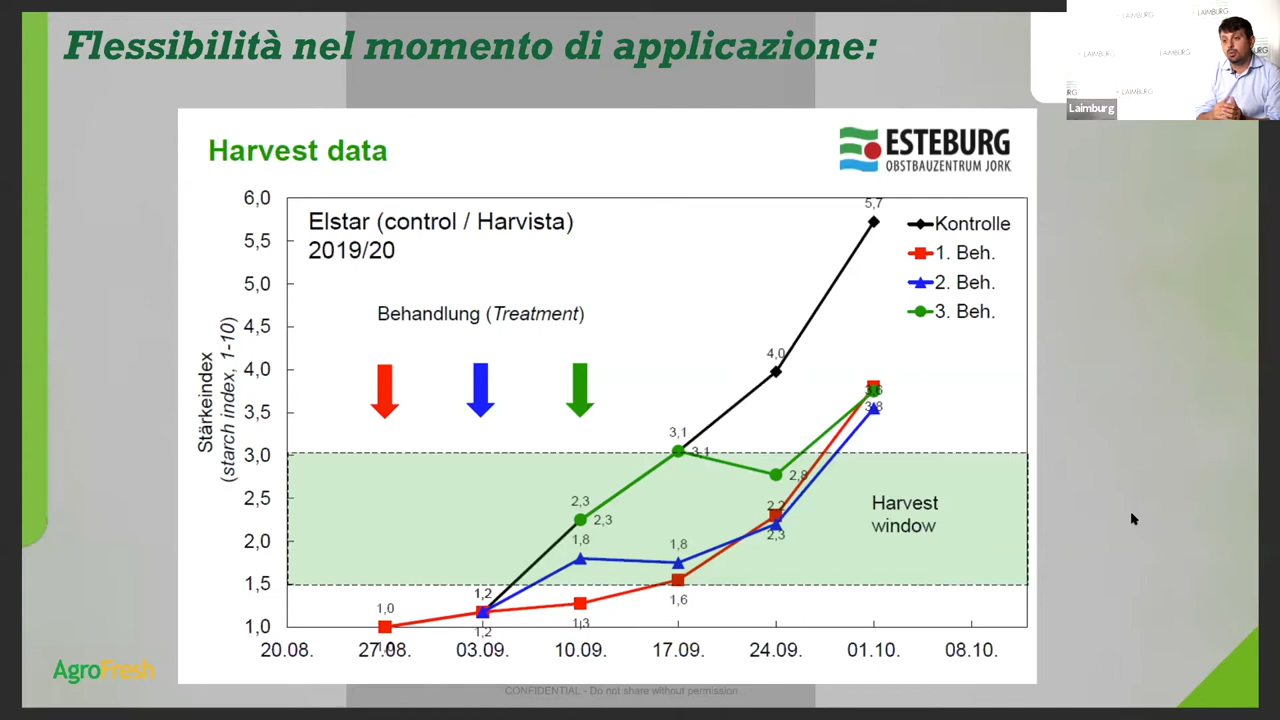 Flessibilità nel momento di applicazione:
LAIMBURG
LAIMBURG
LAIMBURG
LAIMBURG
LAIMBURG
Laimburg
Harvest data
ESTEBURG
OBSTBAUZENTRUM JORK
Elstar (control / Harvista)
2019/20
Kontrolle
1. Beh.
2. Beh.
3. Beh.
Behandlung (Treatment)
Stärkeindex
(starch index, 1-10)
6,0
5,5
5,0
4,5
4,0
3,5
3,0
2,5
2,0
1,5
1,0
5,7
4,0
3,6
3,8
3,1
3,1
2,8
2,3
2,3
2,2
2,3
1,8
1,8
1,6
1,2
1,2
1,3
1,0
Harvest
window
20.08. 27.08. 03.09. 10.09. 17.09. 24.09. 01.10. 08.10.
AgroFresh
CONFIDENTIAL - Do not share without permission